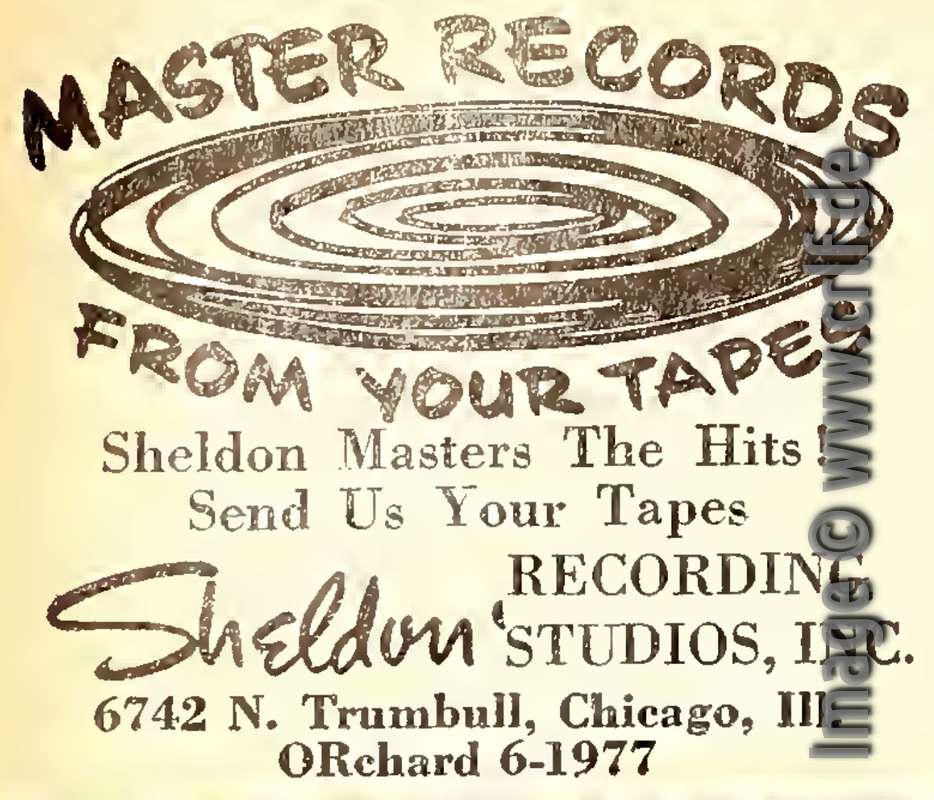 MASTER RECORDS
FROM YOUR TAPES
Sheldon Masters The Hits!
Send Us Your Tapes
Sheldon RECORDING
STUDIOS, INC.
6742 N. Trumbull, Chicago, Ill.
ORchard 6-1977
Image © www.crlf.de